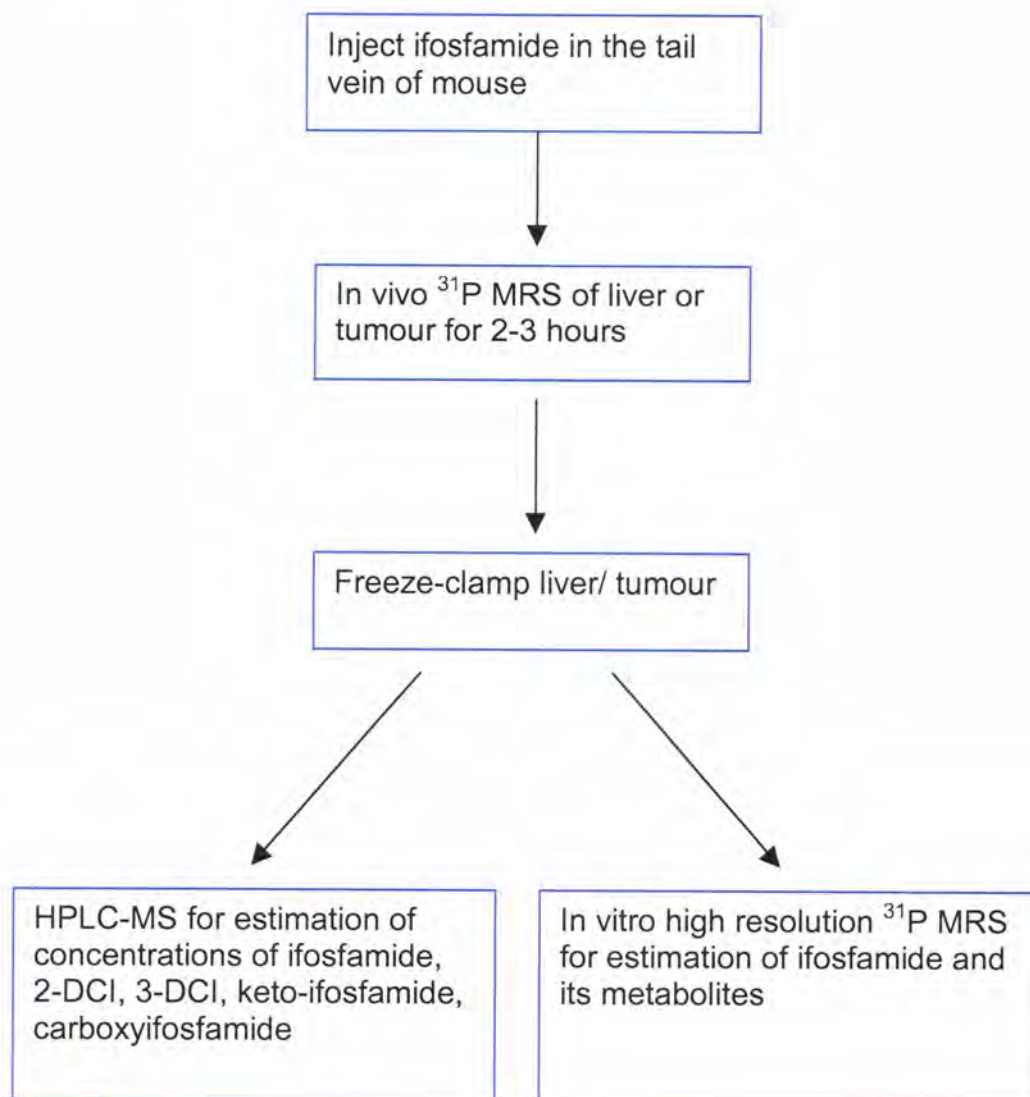 Inject ifosfamide in the tail
vein of mouse
In vivo ³¹P MRS of liver or
tumour for 2-3 hours
Freeze-clamp liver/ tumour
HPLC-MS for estimation of
concentrations of ifosfamide,
2-DCI, 3-DCI, keto-ifosfamide,
carboxyifosfamide
In vitro high resolution ³¹P MRS
for estimation of ifosfamide and
its metabolites